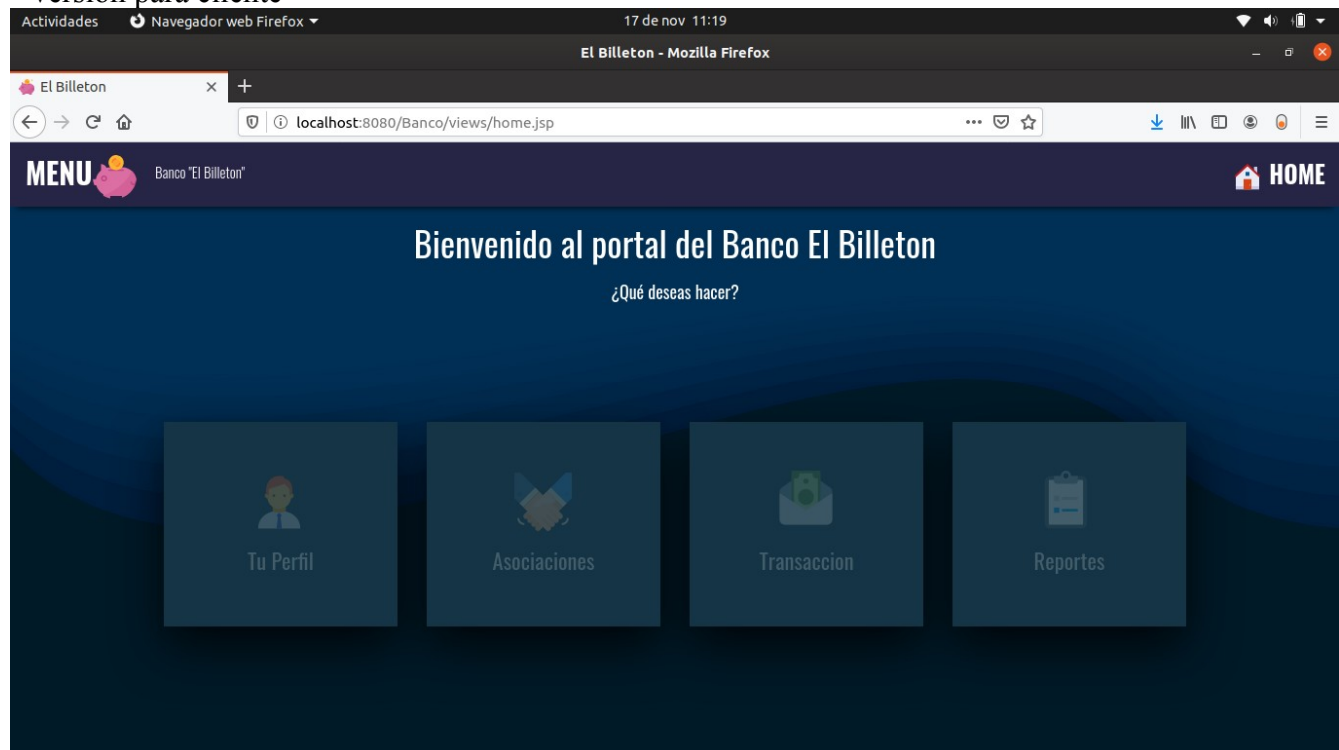 Versión para cliente
Actividades Navegador web Firefox 17 de nov 11:19
El Billeton - Mozilla Firefox
El Billeton
localhost:8080/Banco/views/home.jsp
MENU Banco "El Billeton" HOME
Bienvenido al portal del Banco El Billeton
¿Qué deseas hacer?
Tu Perfil Asociaciones Transaccion Reportes